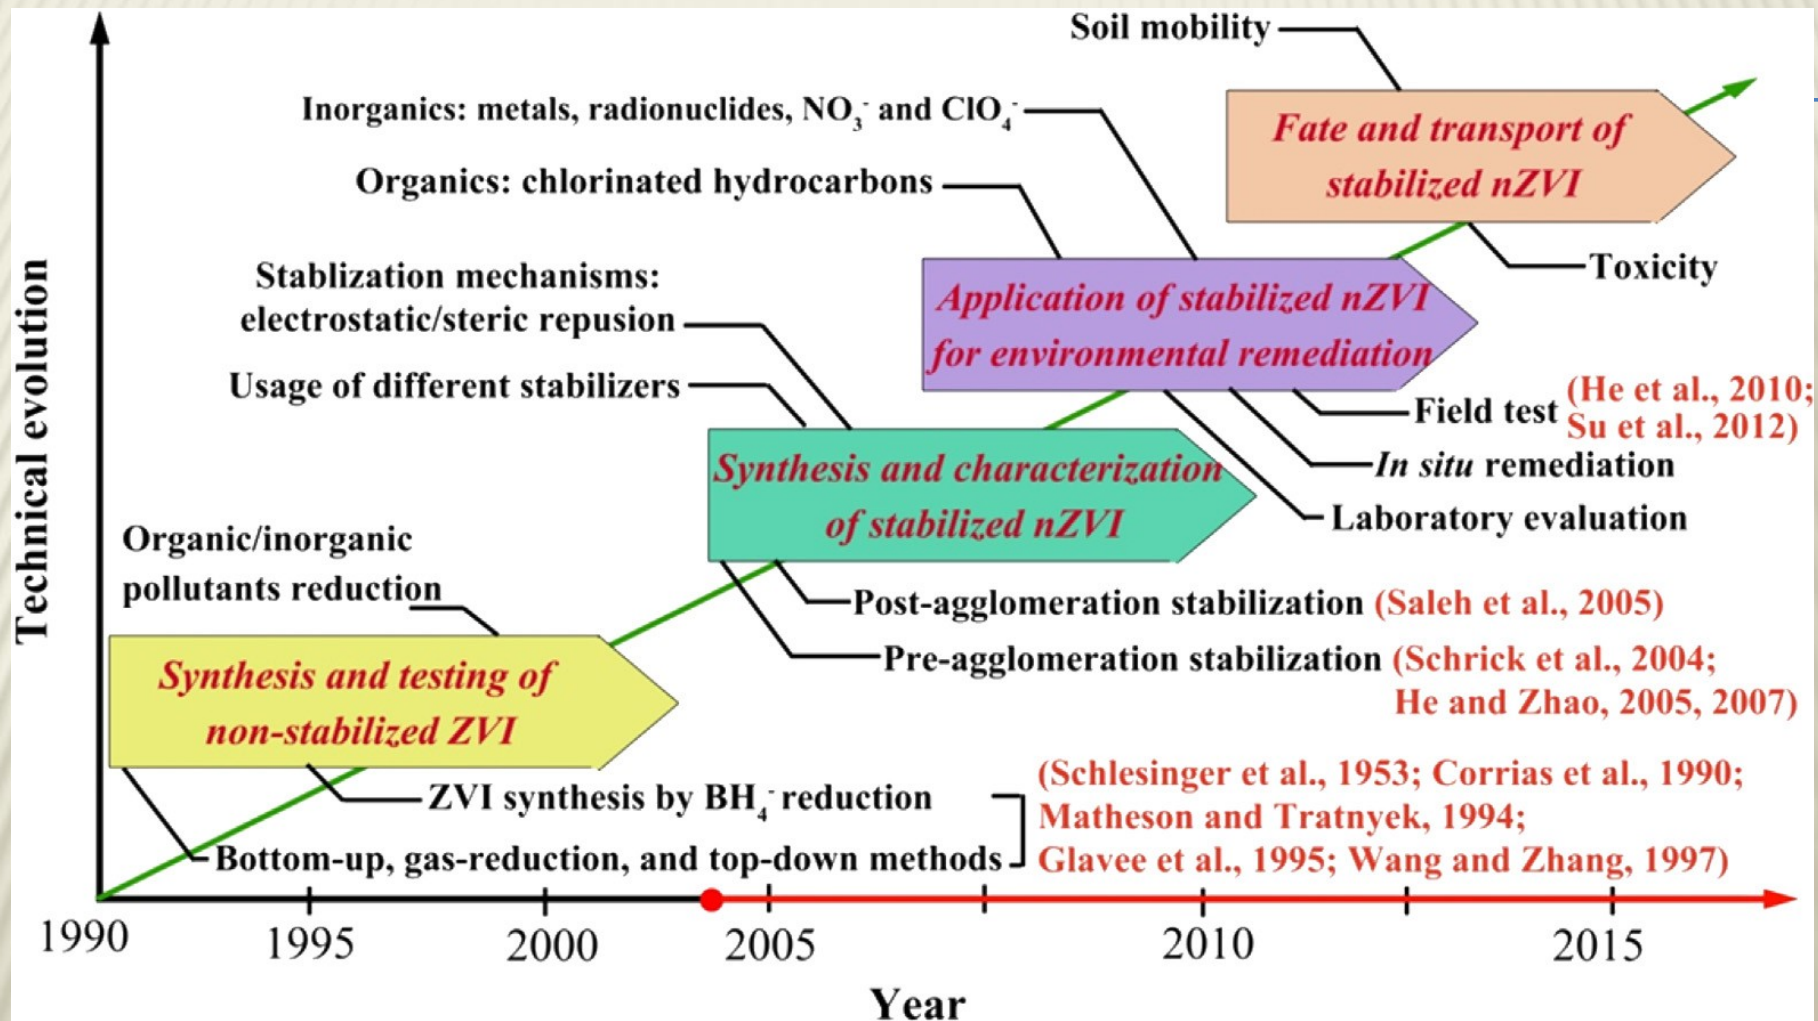 Soil mobility
Inorganics: metals, radionuclides, NO₃⁻ and ClO₄⁻
Fate and transport of
stabilized nZVI
Organics: chlorinated hydrocarbons
Toxicity
Stablization mechanisms:
electrostatic/steric repusion
Application of stabilized nZVI
for environmental remediation
Usage of different stabilizers
Field test (He et al., 2010;
Su et al., 2012)
In situ remediation
Laboratory evaluation
Synthesis and characterization
of stabilized nZVI
Organic/inorganic
pollutants reduction
Post-agglomeration stabilization (Saleh et al., 2005)
Pre-agglomeration stabilization (Schrick et al., 2004;
He and Zhao, 2005, 2007)
Synthesis and testing of
non-stabilized ZVI
ZVI synthesis by BH₄⁻ reduction
Bottom-up, gas-reduction, and top-down methods
(Schlesinger et al., 1953; Corrias et al., 1990;
Matheson and Tratnyek, 1994;
Glavee et al., 1995; Wang and Zhang, 1997)
Technical evolution
1990 1995 2000 2005 2010 2015
Year